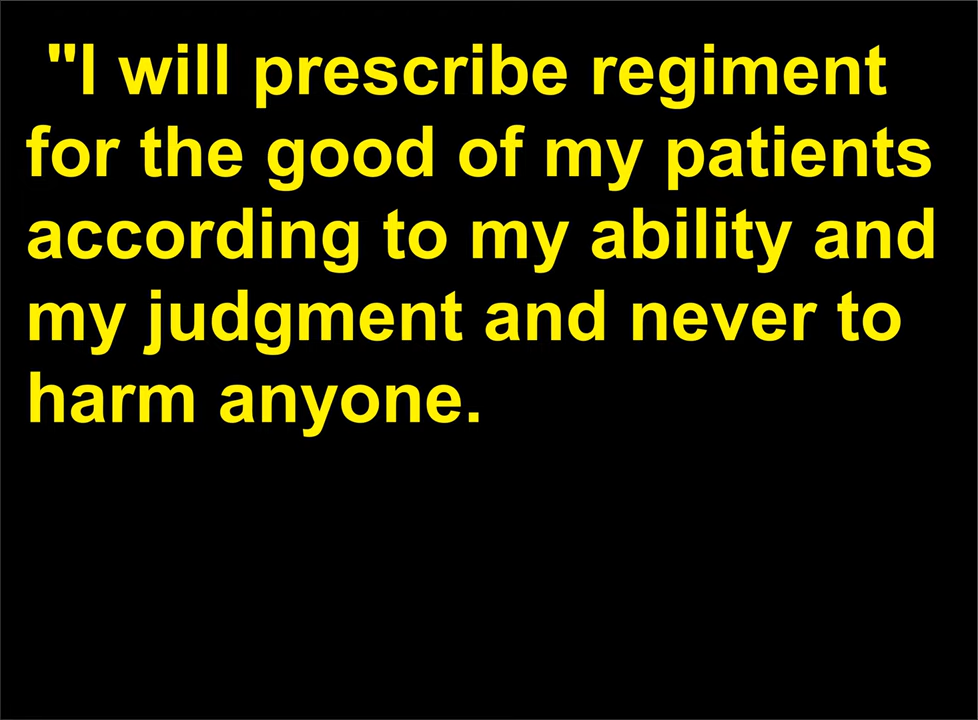 "I will prescribe regiment
for the good of my patients
according to my ability and
my judgment and never to
harm anyone.